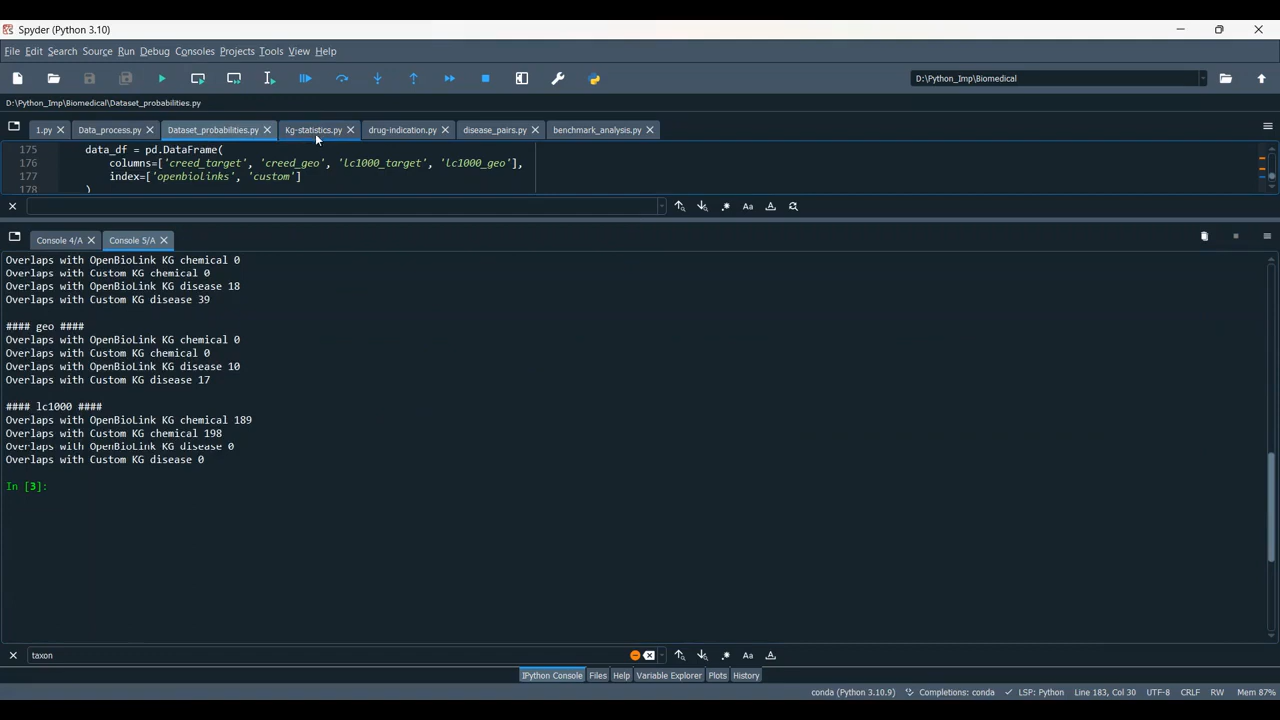 Spyder (Python 3.10)
File Edit Search Source Run Debug Consoles Projects Tools View Help
D:\Python_Imp\Biomedical
D:\Python_Imp\Biomedical\Dataset_probabilities.py
1.py Data_process.py Dataset_probabilities.py Kg-statistics.py drug-indication.py disease_pairs.py benchmark_analysis.py
175 data_df = pd.DataFrame(
176 columns=['creed_target', 'creed_geo', 'lc1000_target', 'lc1000_geo'],
177 index=['openbiolinks', 'custom']
178 )
Aa
Console 4/A Console 5/A
Overlaps with OpenBioLink KG chemical 0
Overlaps with Custom KG chemical 0
Overlaps with OpenBioLink KG disease 18
Overlaps with Custom KG disease 39
#### geo ####
Overlaps with OpenBioLink KG chemical 0
Overlaps with Custom KG chemical 0
Overlaps with OpenBioLink KG disease 10
Overlaps with Custom KG disease 17
#### lc1000 ####
Overlaps with OpenBioLink KG chemical 189
Overlaps with Custom KG chemical 198
Overlaps with OpenBioLink KG disease 0
Overlaps with Custom KG disease 0
In [3]:
taxon Aa
IPython Console Files Help Variable Explorer Plots History
conda (Python 3.10.9) Completions: conda LSP: Python Line 183, Col 30 UTF-8 CRLF RW Mem 87%